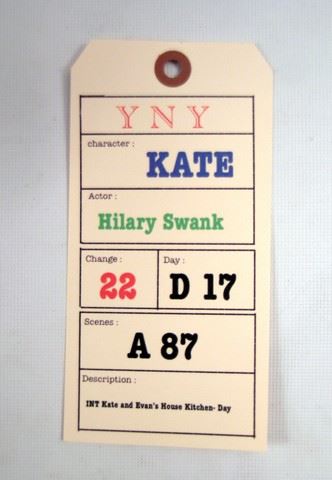 YNY
character :
KATE
Actor :
Hilary Swank
Change :
22
Day :
D 17
Scenes :
A 87
Description :
INT Kate and Evan's House Kitchen- Day